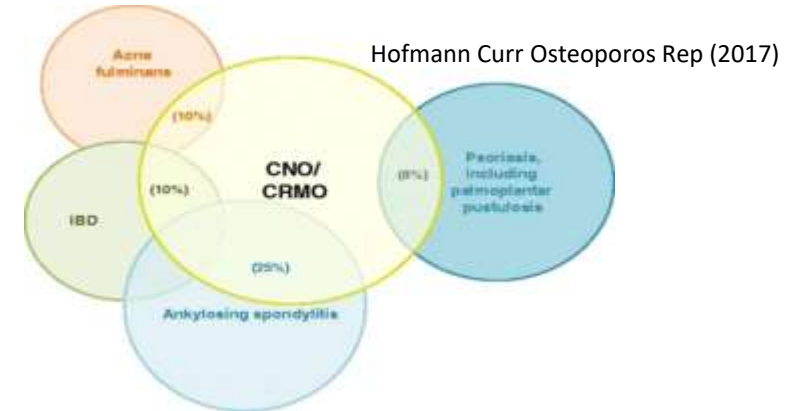 Hofmann Curr Osteoporos Rep (2017)
Acne
fulminans
(10%)
CNO/
CRMO
(10%)
IBD
(25%)
Ankylosing spondylitis
(8%)
Psoriasis,
including
palmoplantar
pustulosis